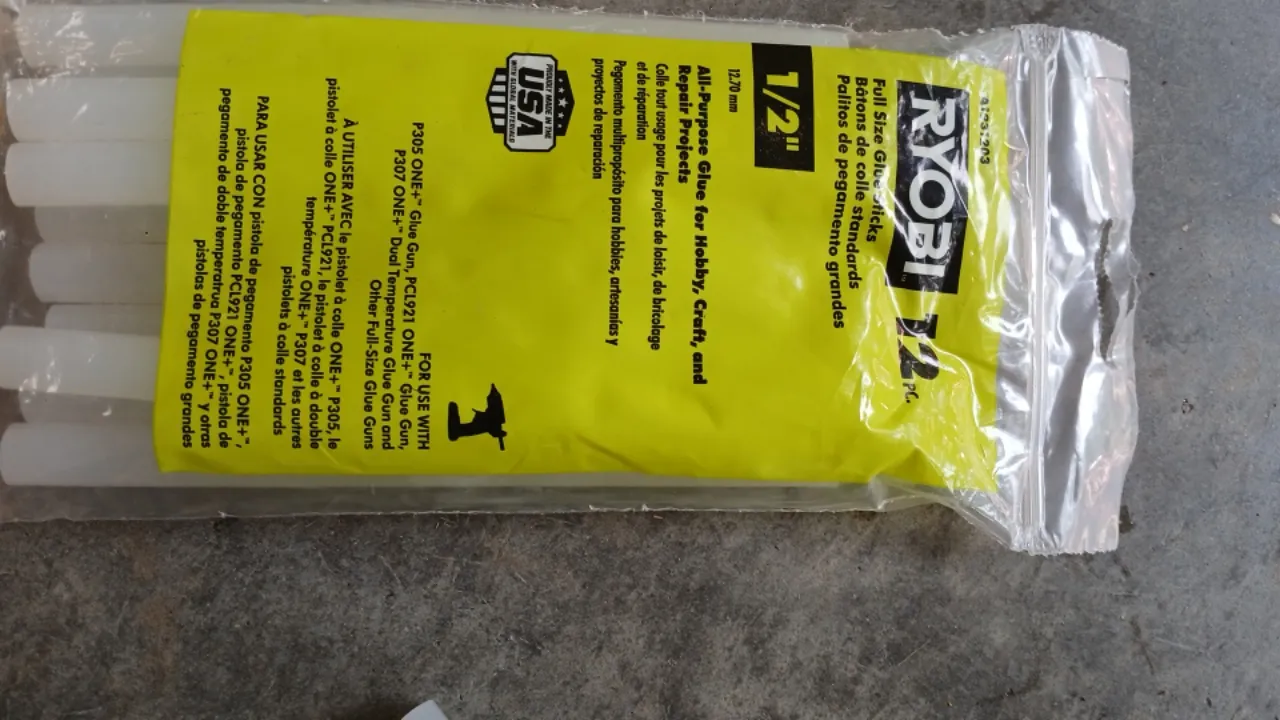 RYOBI
12 PC.
Full Size Glue Sticks
Bâtons de colle standards
Palitos de pegamento grandes
1/2"
12.70 mm
All-Purpose Glue for Hobby, Craft, and
Repair Projects
Colle tout usage pour les projets de loisir, de bricolage
et de réparation
Pegamento multipropósito para hobbies, artesanías y
proyectos de reparación
PROUDLY MADE IN THE
USA
WITH GLOBAL MATERIALS
FOR USE WITH
P305 ONE+™ Glue Gun, PCL921 ONE+™ Glue Gun,
P307 ONE+™ Dual Temperature Glue Gun and
Other Full-Size Glue Guns
À UTILISER AVEC le pistolet à colle ONE+™ P305, le
pistolet à colle ONE+™ PCL921, le pistolet à colle à double
température ONE+™ P307 et les autres
pistolets à colle standards
PARA USAR CON pistola de pegamento P305 ONE+™,
pistola de pegamento PCL921 ONE+™, pistola de
pegamento de doble temperatrua P307 ONE+™ y otras
pistolas de pegamento grandes